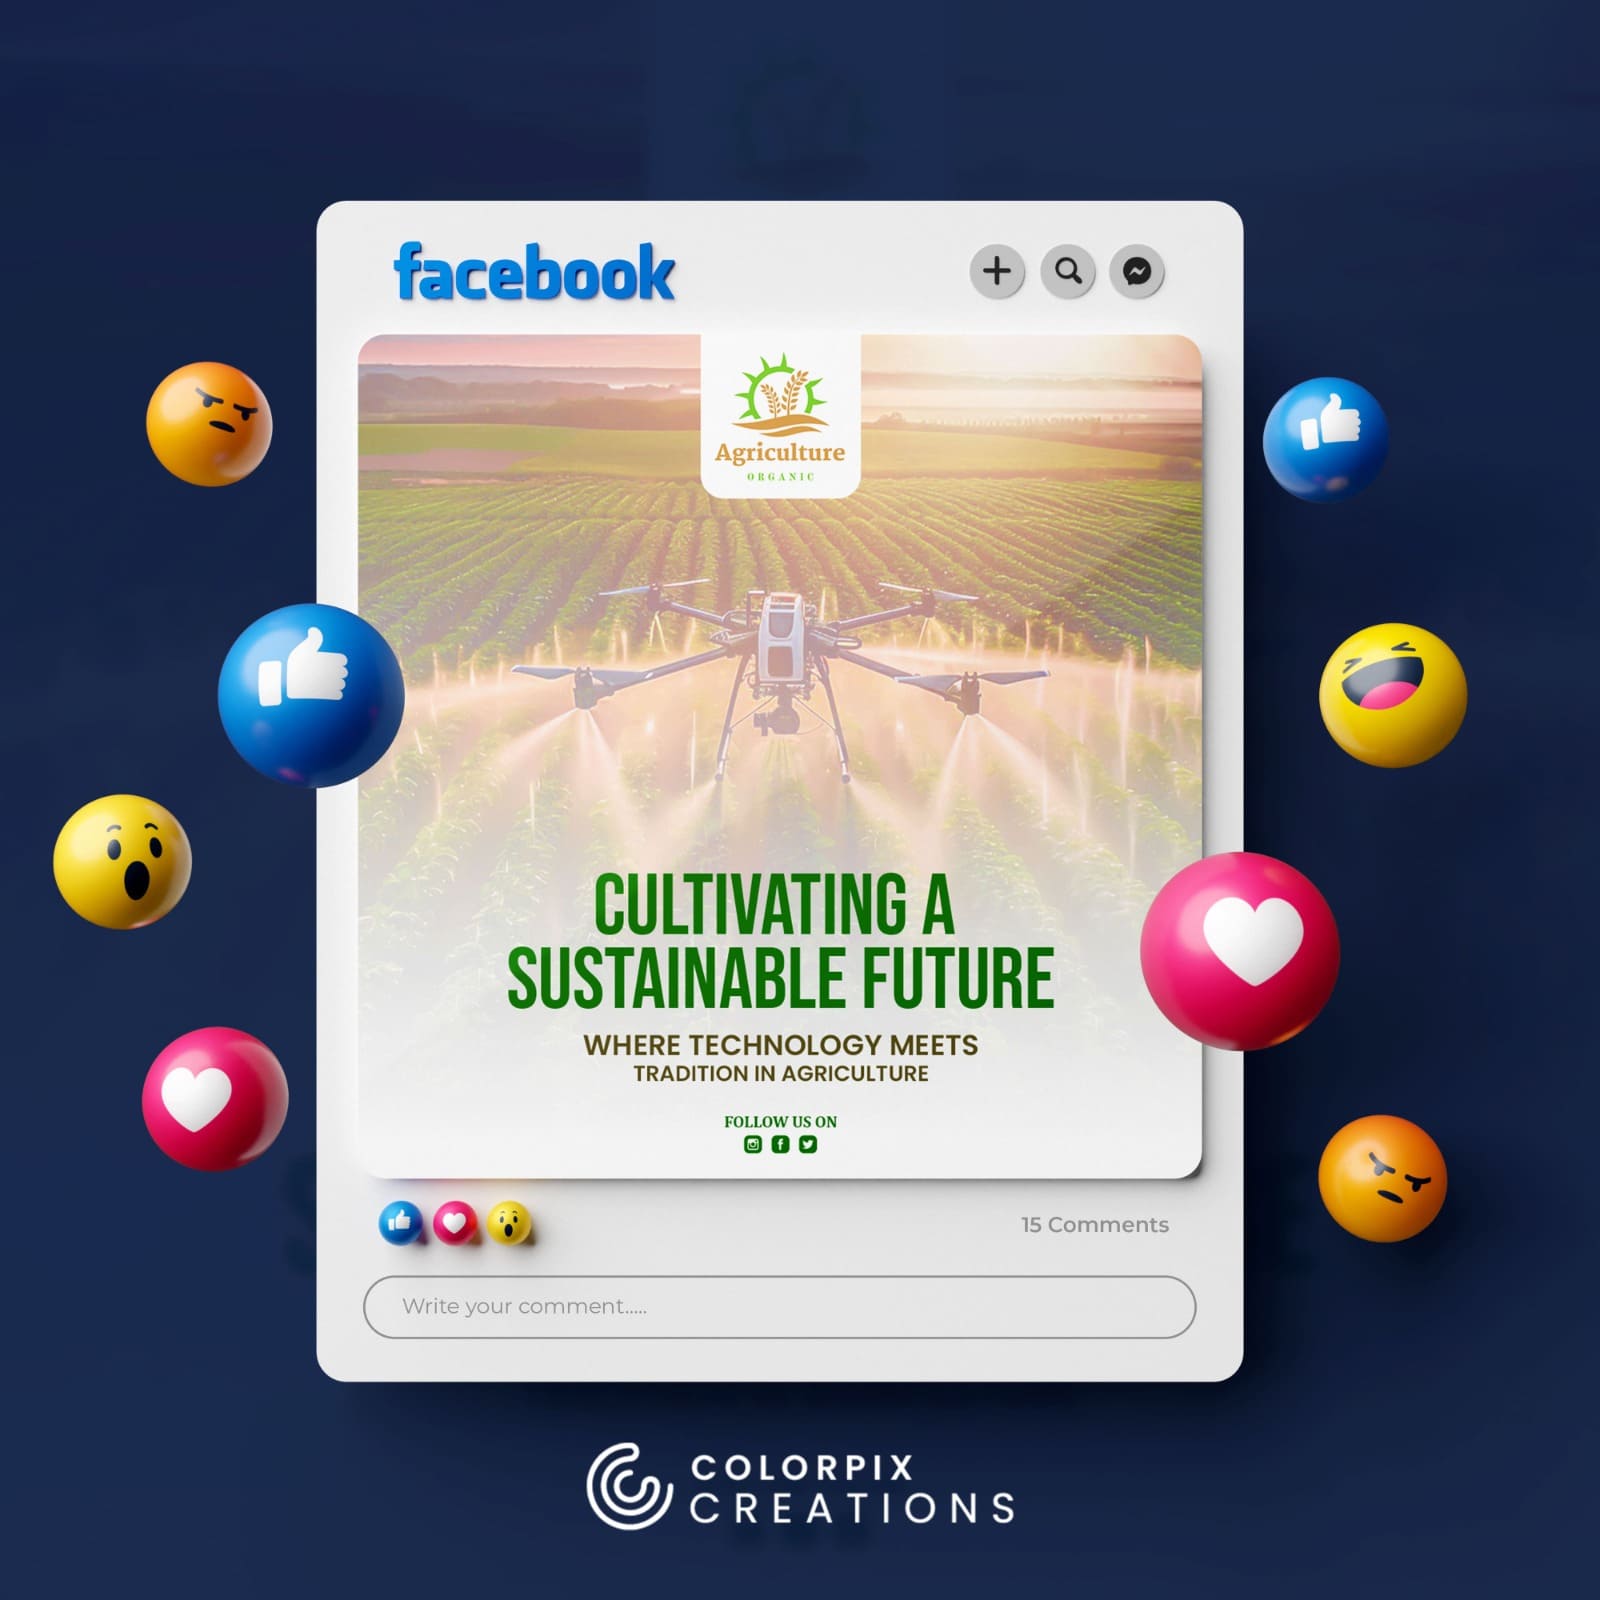 facebook
Agriculture
ORGANIC
CULTIVATING A
SUSTAINABLE FUTURE
WHERE TECHNOLOGY MEETS
TRADITION IN AGRICULTURE
FOLLOW US ON
15 Comments
Write your comment.....
COLORPIX
CREATIONS